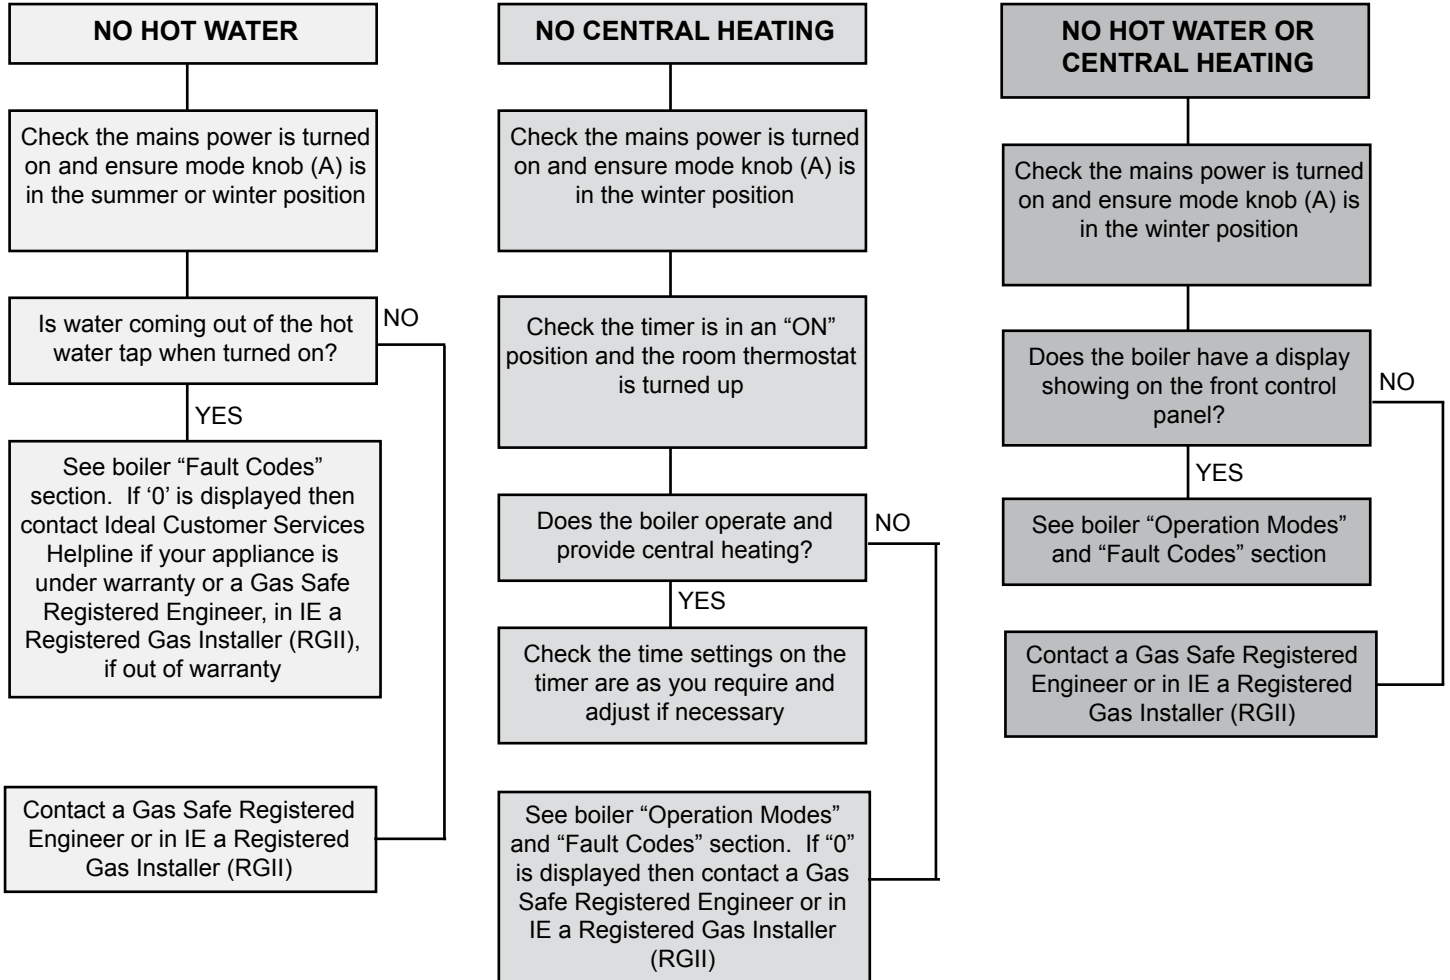 NO HOT WATER
Check the mains power is turned
on and ensure mode knob (A) is
in the summer or winter position
Is water coming out of the hot
water tap when turned on?
NO
YES
See boiler “Fault Codes”
section.  If ‘0’ is displayed then
contact Ideal Customer Services
Helpline if your appliance is
under warranty or a Gas Safe
Registered Engineer, in IE a
Registered Gas Installer (RGII),
if out of warranty
Contact a Gas Safe Registered
Engineer or in IE a Registered
Gas Installer (RGII)
NO CENTRAL HEATING
Check the mains power is turned
on and ensure mode knob (A) is
in the winter position
Check the timer is in an “ON”
position and the room thermostat
is turned up
Does the boiler operate and
provide central heating?
NO
YES
Check the time settings on the
timer are as you require and
adjust if necessary
See boiler “Operation Modes”
and “Fault Codes” section.  If “0”
is displayed then contact a Gas
Safe Registered Engineer or in
IE a Registered Gas Installer
(RGII)
NO HOT WATER OR
CENTRAL HEATING
Check the mains power is turned
on and ensure mode knob (A) is
in the winter position
Does the boiler have a display
showing on the front control
panel?
NO
YES
See boiler “Operation Modes”
and “Fault Codes” section
Contact a Gas Safe Registered
Engineer or in IE a Registered
Gas Installer (RGII)